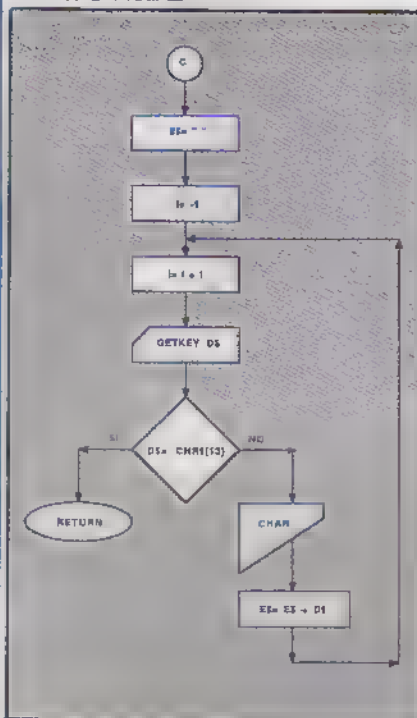 C
E$= " "
I= -1
I= I + 1
GETKEY D$
D$= CHR$(13)
SI
NO
RETURN
CHAR
E$= E$ + D$